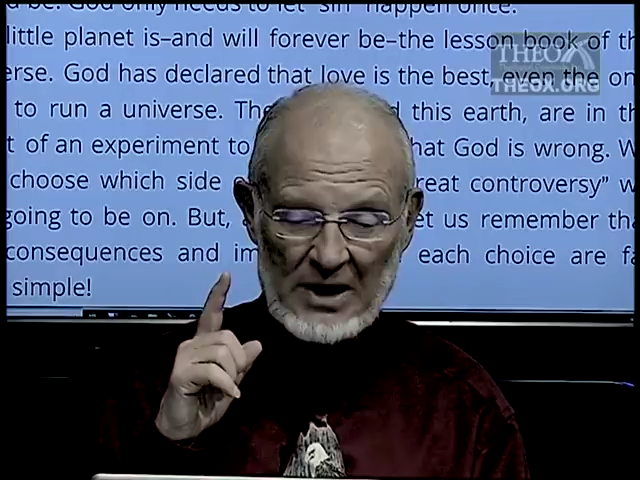 d be. God only needs to let "sin" happen once.
little planet is–and will forever be–the lesson book of th
erse. God has declared that love is the best, even the on
to run a universe. The d this earth, are in th
t of an experiment to hat God is wrong. W
choose which side reat controversy" w
going to be on. But, et us remember tha
consequences and im each choice are fa
simple!
THEOX
THEOX.ORG